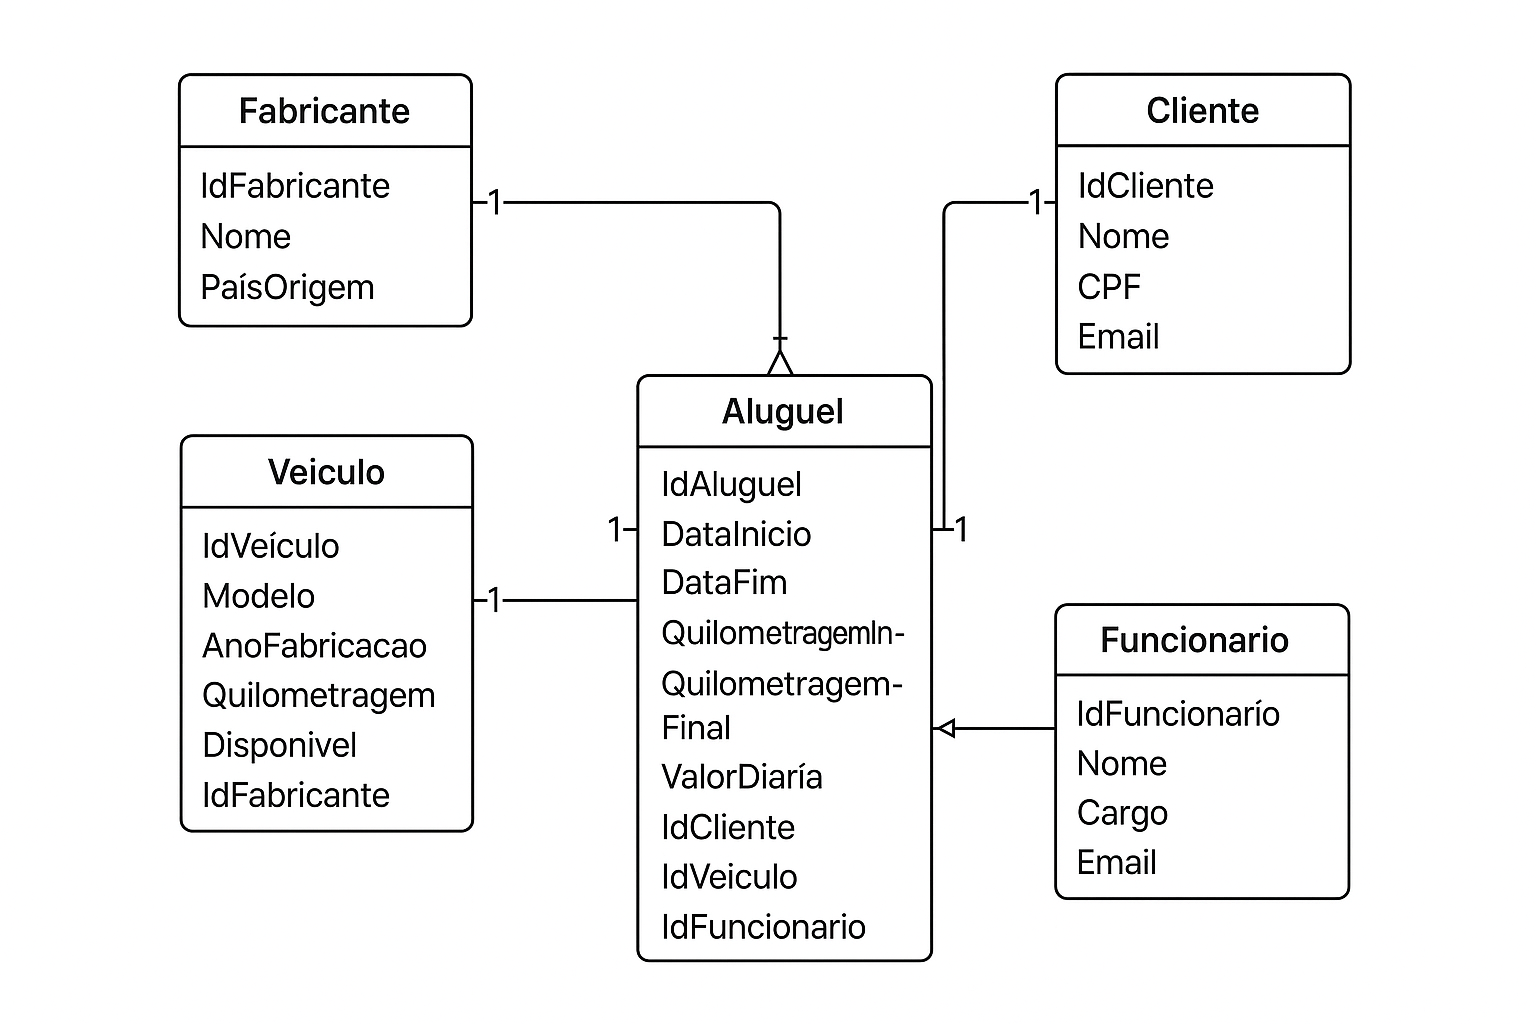 Fabricante
IdFabricante
Nome
PaísOrigem
1
Cliente
IdCliente
Nome
CPF
Email
1
Veiculo
IdVeículo
Modelo
AnoFabricacao
Quilometragem
Disponivel
IdFabricante
1
Aluguel
IdAluguel
DataInicio
DataFim
QuilometragemIn-
Quilometragem-
Final
ValorDiaría
IdCliente
IdVeiculo
IdFuncionario
1
1
Funcionario
IdFuncionarío
Nome
Cargo
Email